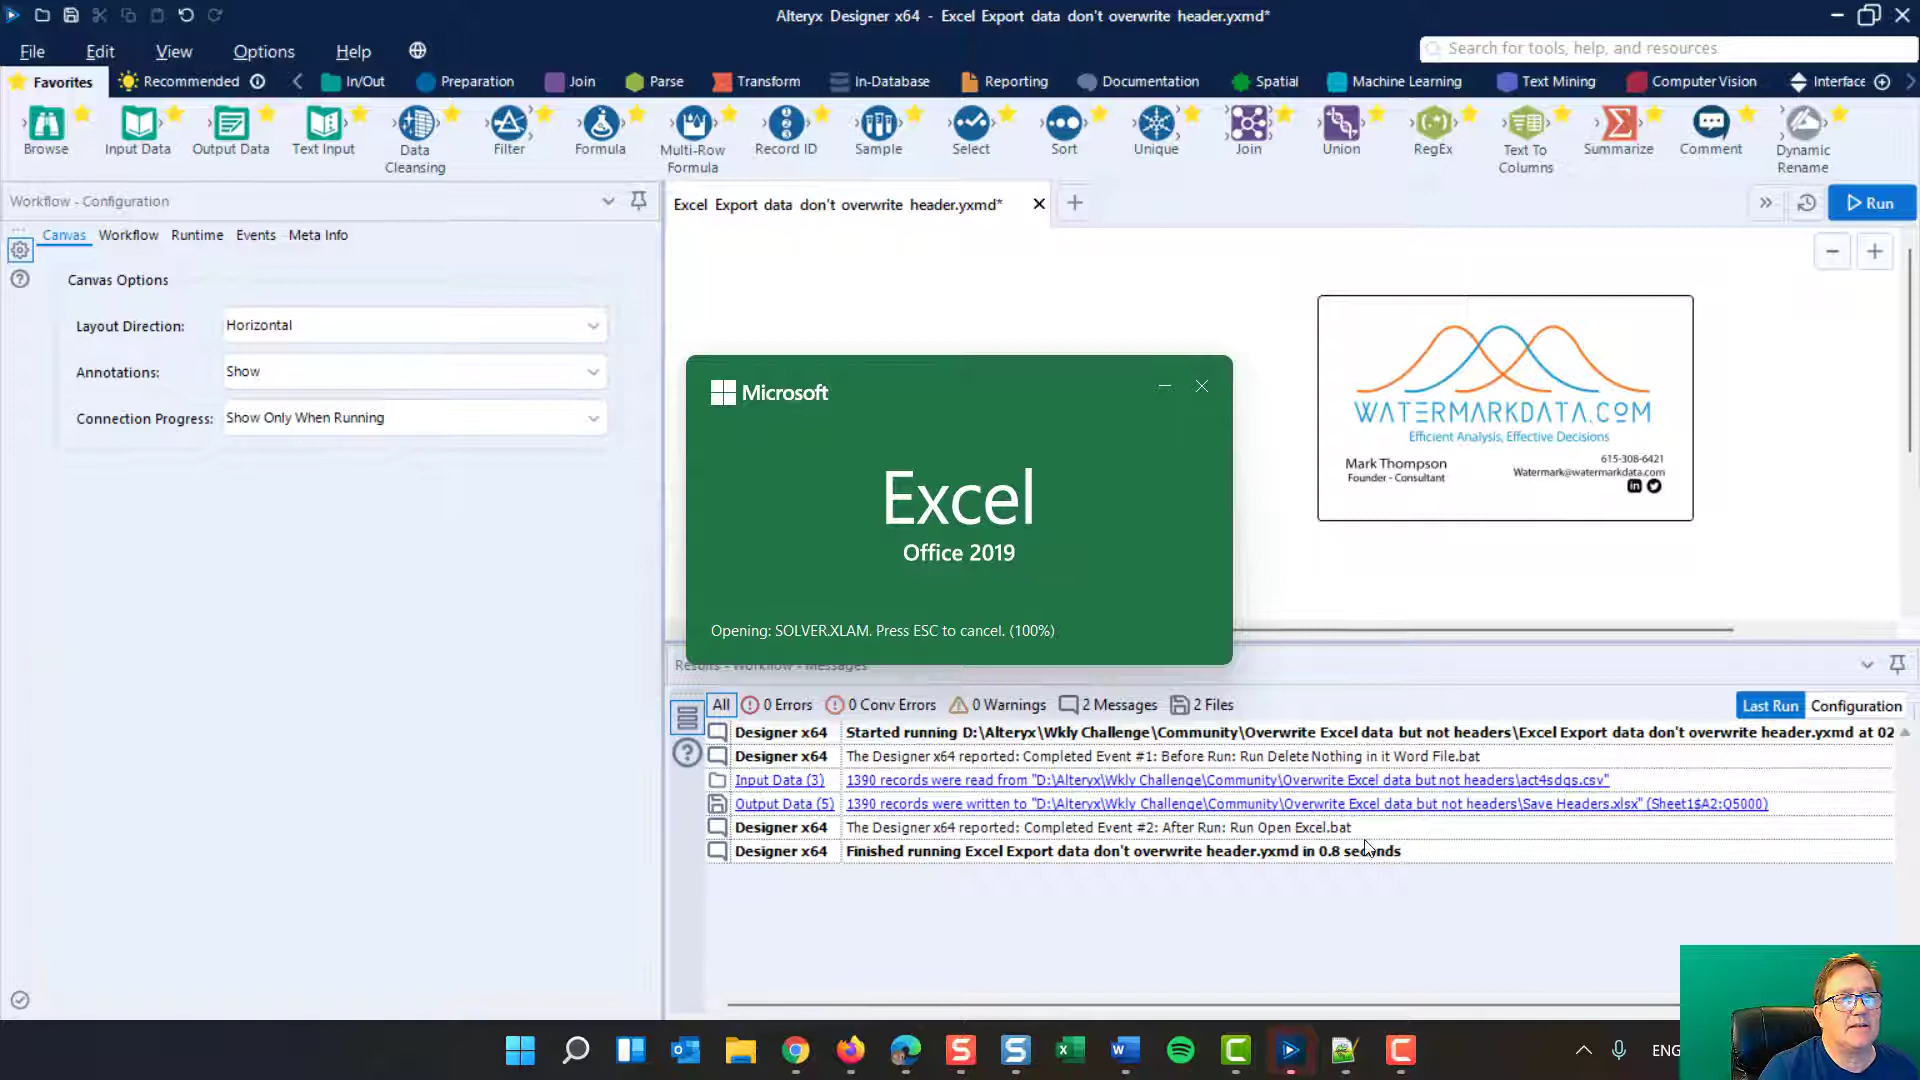 Alteryx Designer x64 - Excel Export data don't overwrite header.yxmd*
File Edit View Options Help
Search for tools, help, and resources
Favorites Recommended In/Out Preparation Join Parse Transform In-Database Reporting Documentation Spatial Machine Learning Text Mining Computer Vision Interface
Browse Input Data Output Data Text Input Data Cleansing Filter Formula Multi-Row Formula Record ID Sample Select Sort Unique Join Union RegEx Text To Columns Summarize Comment Dynamic Rename
Workflow - Configuration
Excel Export data don't overwrite header.yxmd*
Run
Canvas Workflow Runtime Events Meta Info
Canvas Options
Layout Direction: Horizontal
Annotations: Show
Connection Progress: Show Only When Running
WATERMARKDATA.COM
Efficient Analysis, Effective Decisions
Mark Thompson
Founder - Consultant
615-308-6421
Watermark@watermarkdata.com
Microsoft
Excel
Office 2019
Opening: SOLVER.XLAM. Press ESC to cancel. (100%)
Results - Workflow - Messages
All 0 Errors 0 Conv Errors 0 Warnings 2 Messages 2 Files
Last Run Configuration
Designer x64 Started running D:\Alteryx\Wkly Challenge\Community\Overwrite Excel data but not headers\Excel Export data don't overwrite header.yxmd at 02
Designer x64 The Designer x64 reported: Completed Event #1: Before Run: Run Delete Nothing in it Word File.bat
Input Data (3) 1390 records were read from "D:\Alteryx\Wkly Challenge\Community\Overwrite Excel data but not headers\act4sdgs.csv"
Output Data (5) 1390 records were written to "D:\Alteryx\Wkly Challenge\Community\Overwrite Excel data but not headers\Save Headers.xlsx" (Sheet1$A2:Q5000)
Designer x64 The Designer x64 reported: Completed Event #2: After Run: Run Open Excel.bat
Designer x64 Finished running Excel Export data don't overwrite header.yxmd in 0.8 seconds
ENG